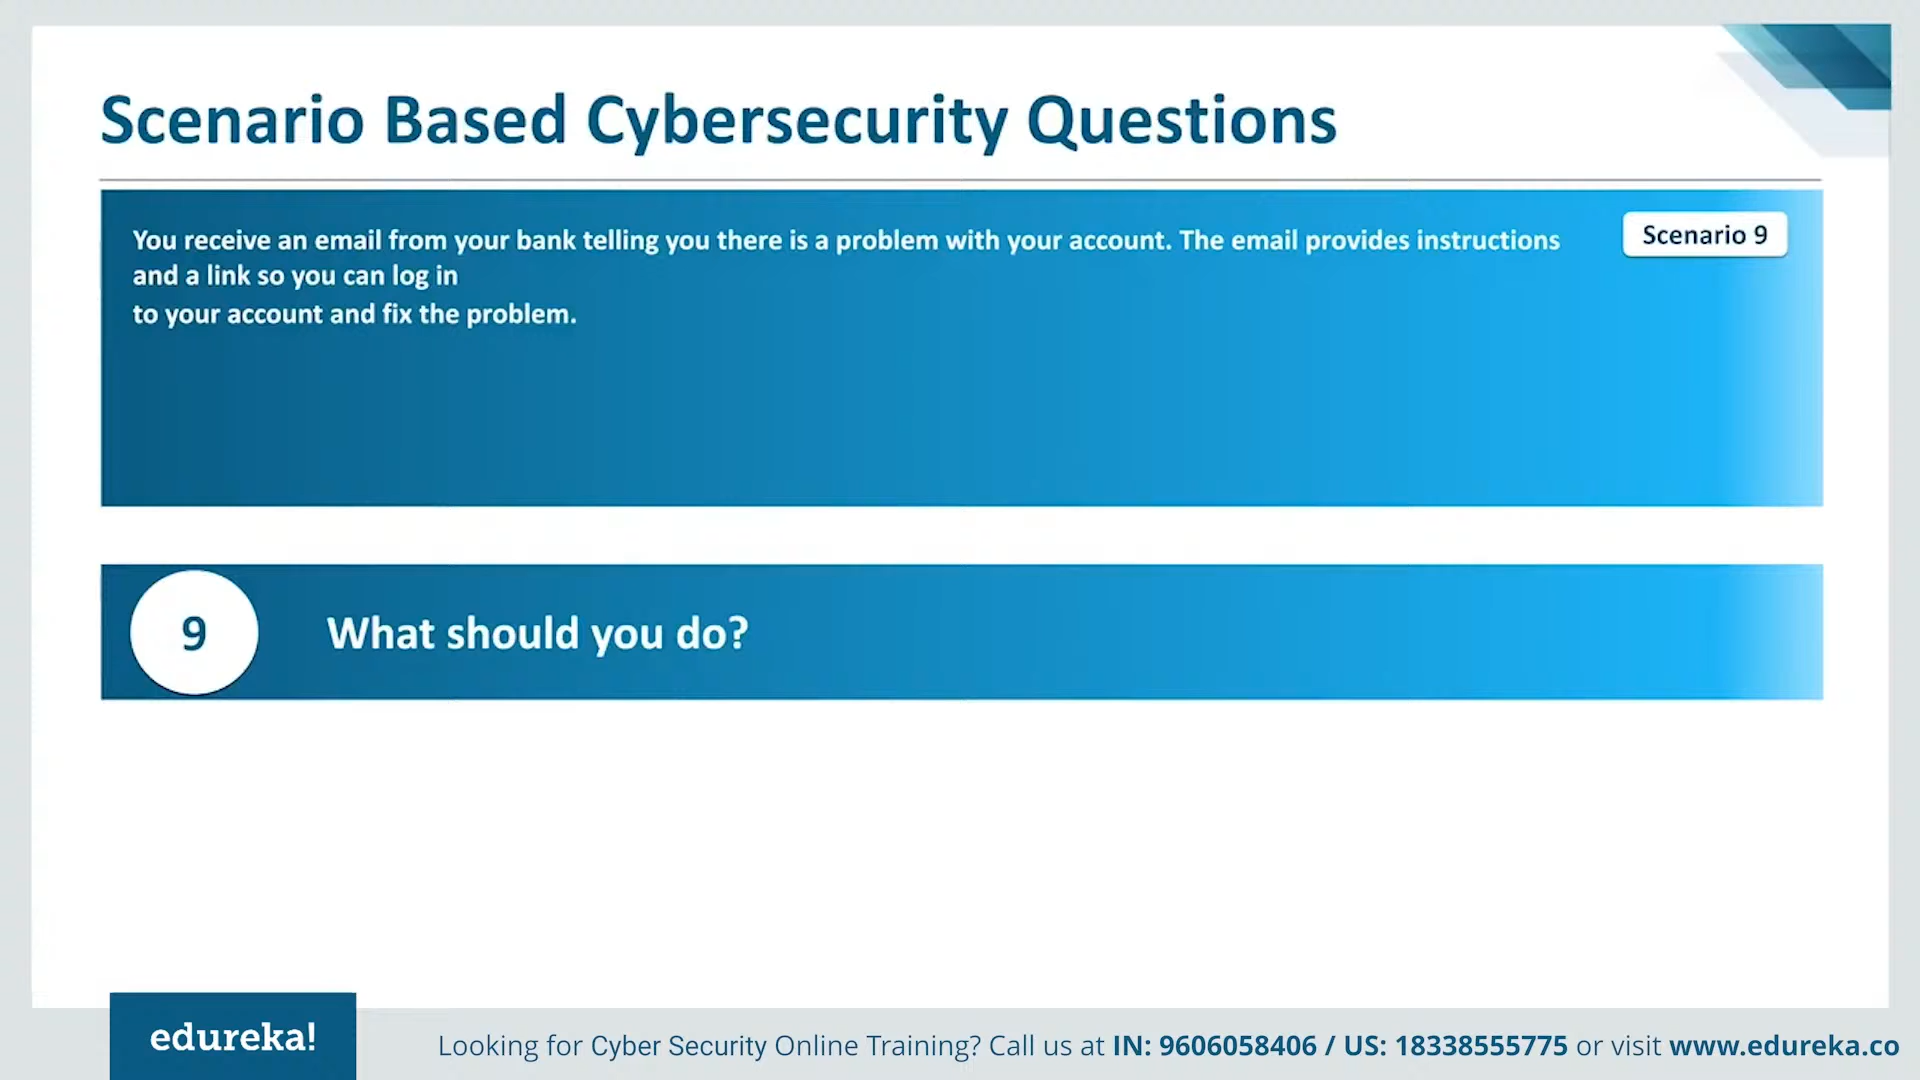 Scenario Based Cybersecurity Questions
You receive an email from your bank telling you there is a problem with your account. The email provides instructions
and a link so you can log in
to your account and fix the problem.
Scenario 9
9
What should you do?
edureka!
Looking for Cyber Security Online Training? Call us at IN: 9606058406 / US: 18338555775 or visit www.edureka.co